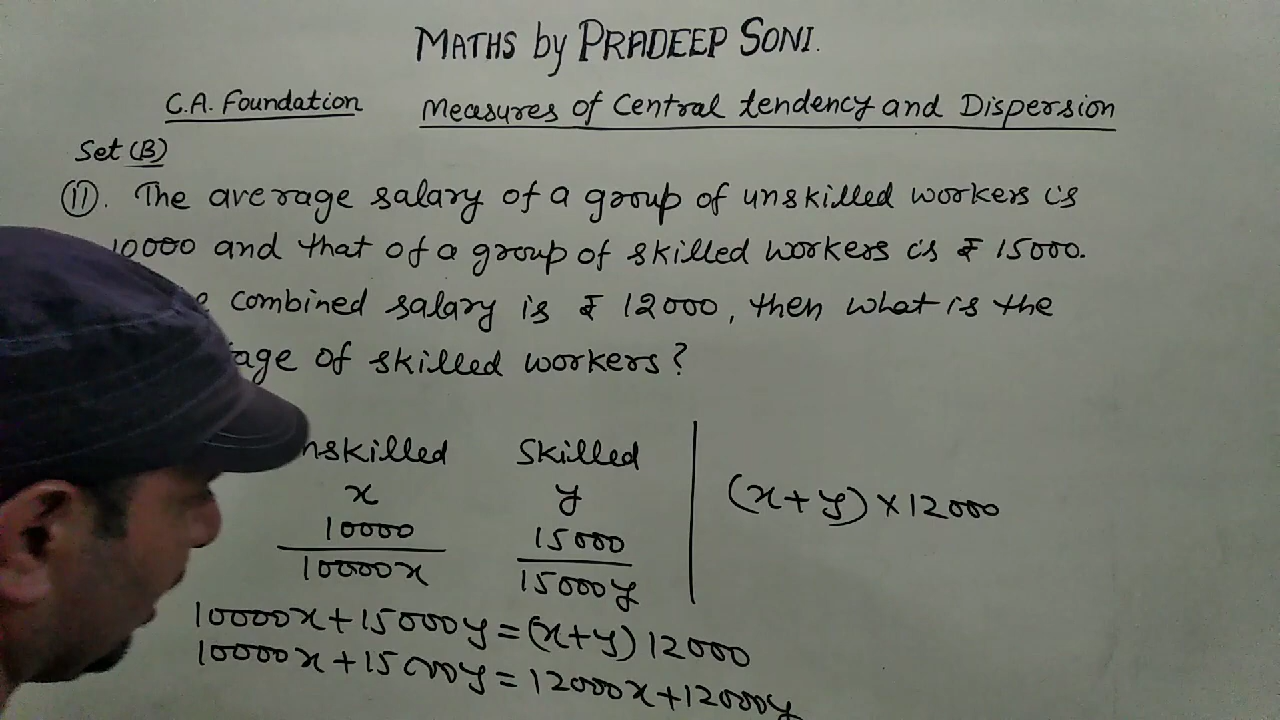 MATHS by PRADEEP SONI.
C.A. Foundation Measures of Central tendency and Dispersion
Set (B)
⑪. The average salary of a group of unskilled workers is
10000 and that of a group of skilled workers is ₹ 15000.
combined salary is ₹ 12000, then what is the
age of skilled workers?
nskilled Skilled
x y (x+y) × 12000
10000 15000
10000x 15000y
10000x + 15000y = (x+y) 12000
10000x + 15000y = 12000x + 12000y